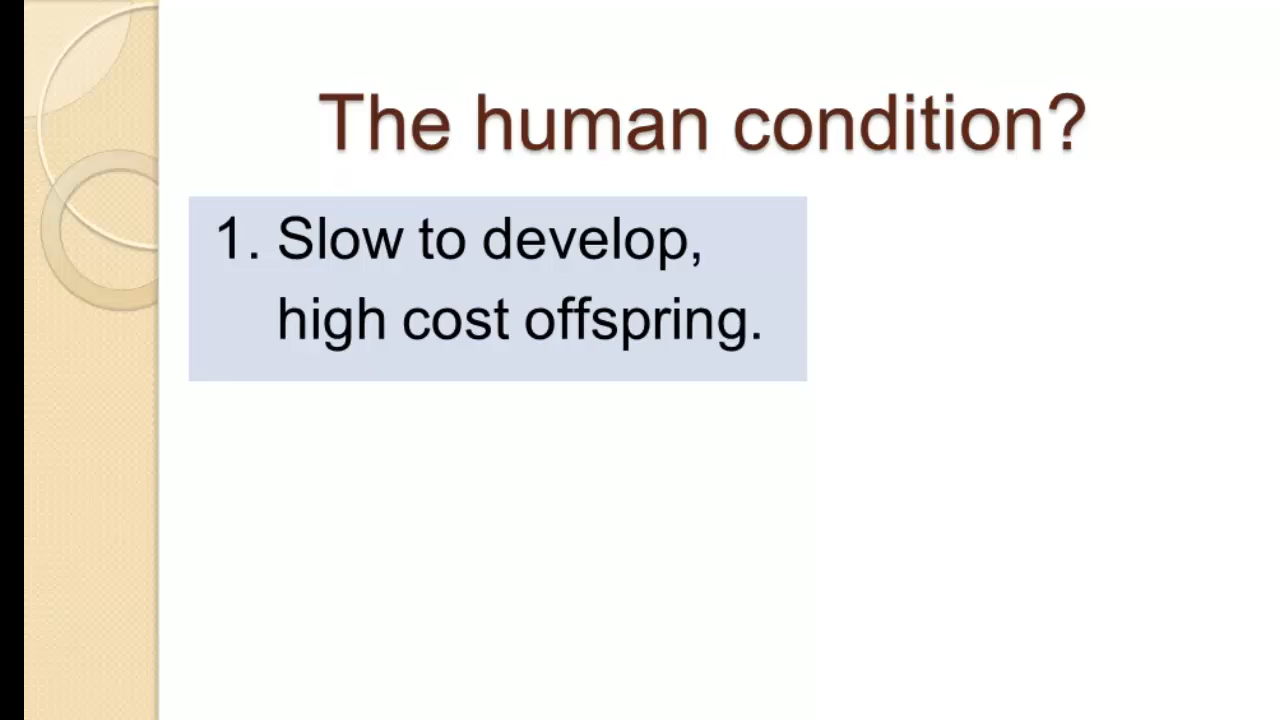 The human condition?
1. Slow to develop,
high cost offspring.